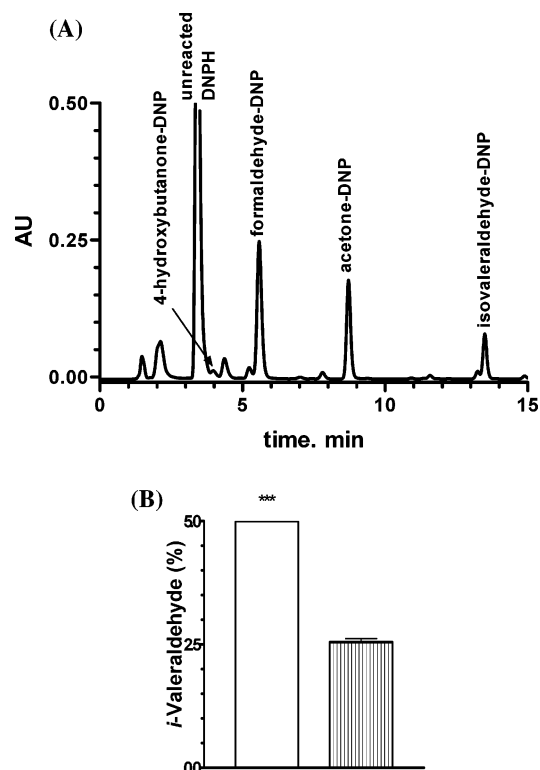 (A)
unreacted
DNPH
4-hydroxybutanone-DNP
formaldehyde-DNP
acetone-DNP
isovaleraldehyde-DNP
0.50
0.25
0.00
AU
0
5
10
15
time. min
(B)
***
i-Valeraldehyde (%)
50
25
00